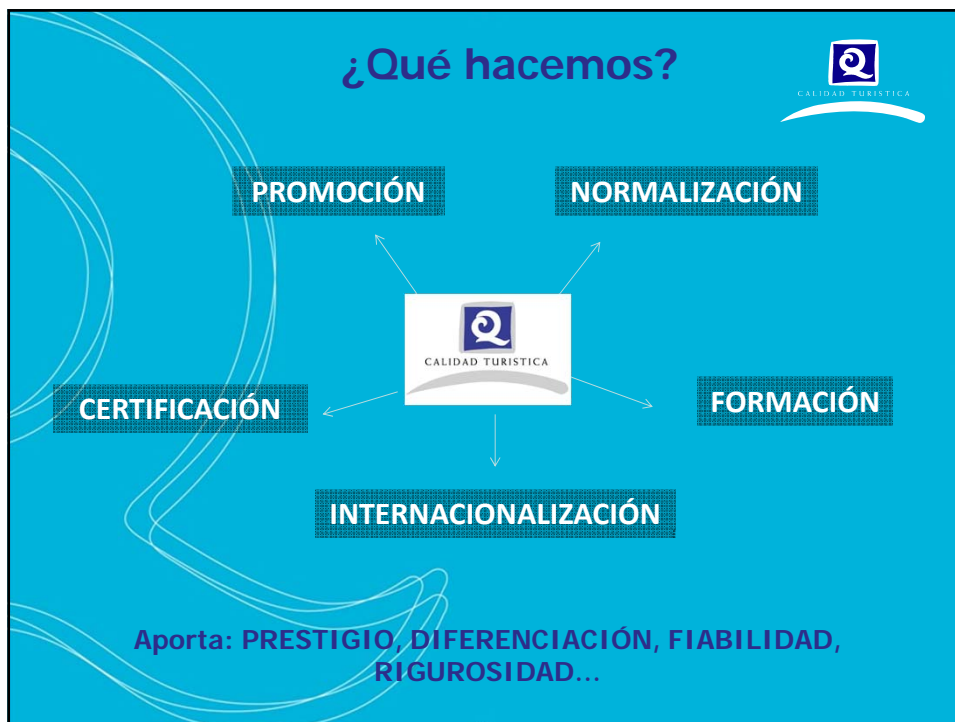 ¿Qué hacemos?
Q
CALIDAD TURISTICA
PROMOCIÓN
NORMALIZACIÓN
Q
CALIDAD TURISTICA
CERTIFICACIÓN
FORMACIÓN
INTERNACIONALIZACIÓN
Aporta: PRESTIGIO, DIFERENCIACIÓN, FIABILIDAD,
RIGUROSIDAD...